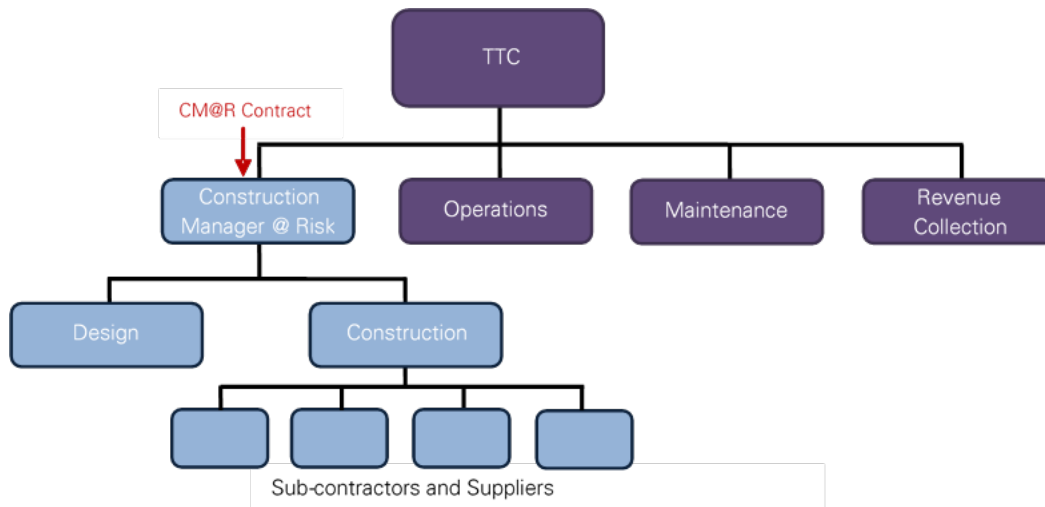 TTC
CM@R Contract
Construction
Manager @ Risk
Operations
Maintenance
Revenue
Collection
Design
Construction
Sub-contractors and Suppliers